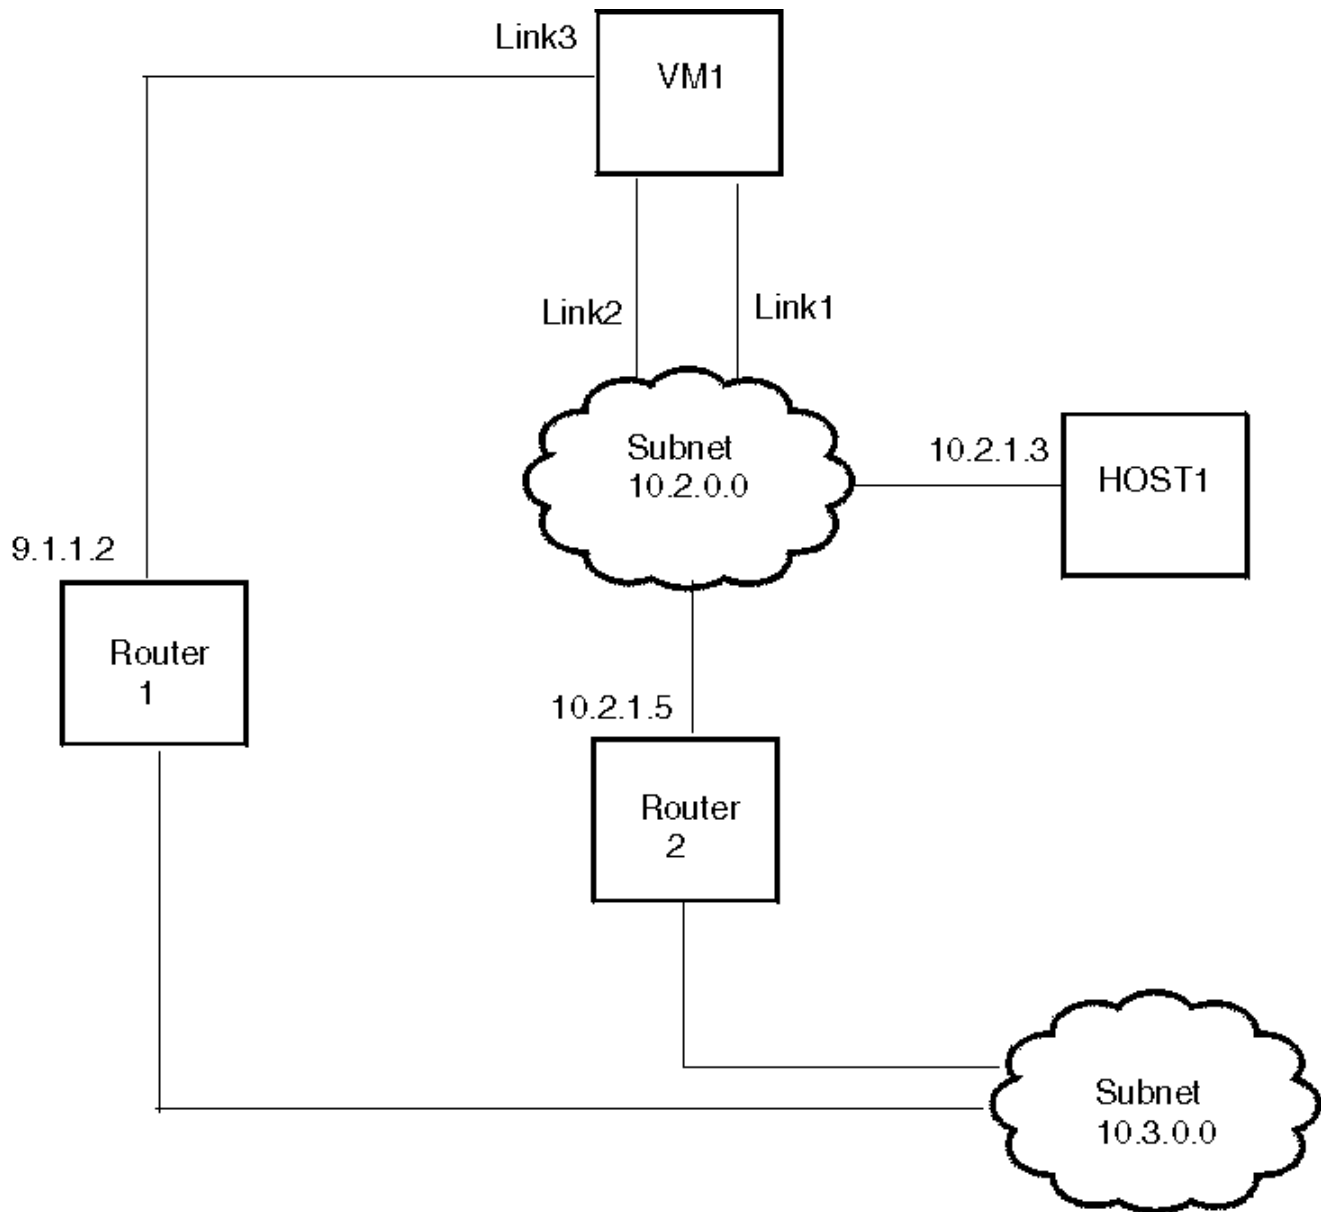 Link3
VM1
Link2
Link1
Subnet
10.2.0.0
10.2.1.3
HOST1
9.1.1.2
Router
1
10.2.1.5
Router
2
Subnet
10.3.0.0